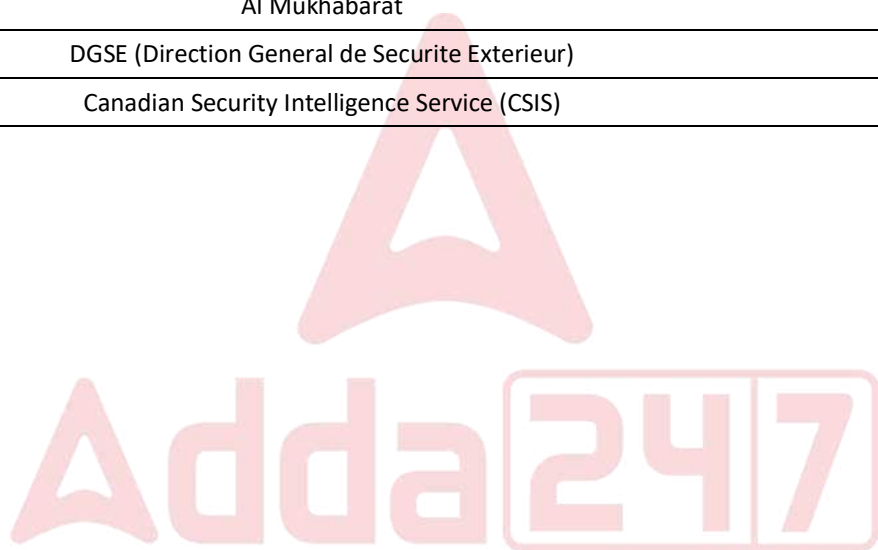 Al Mukhabarat
DGSE (Direction General de Securite Exterieur)
Canadian Security Intelligence Service (CSIS)
Adda247